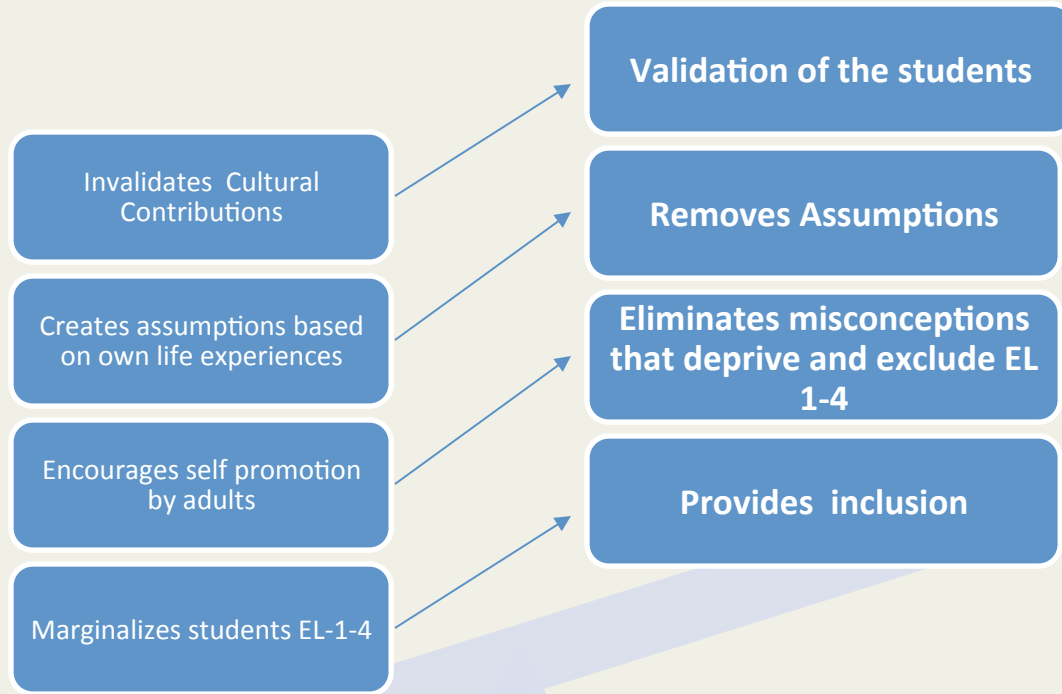 Invalidates Cultural
Contributions
Creates assumptions based
on own life experiences
Encourages self promotion
by adults
Marginalizes students EL-1-4
Validation of the students
Removes Assumptions
Eliminates misconceptions
that deprive and exclude EL
1-4
Provides inclusion